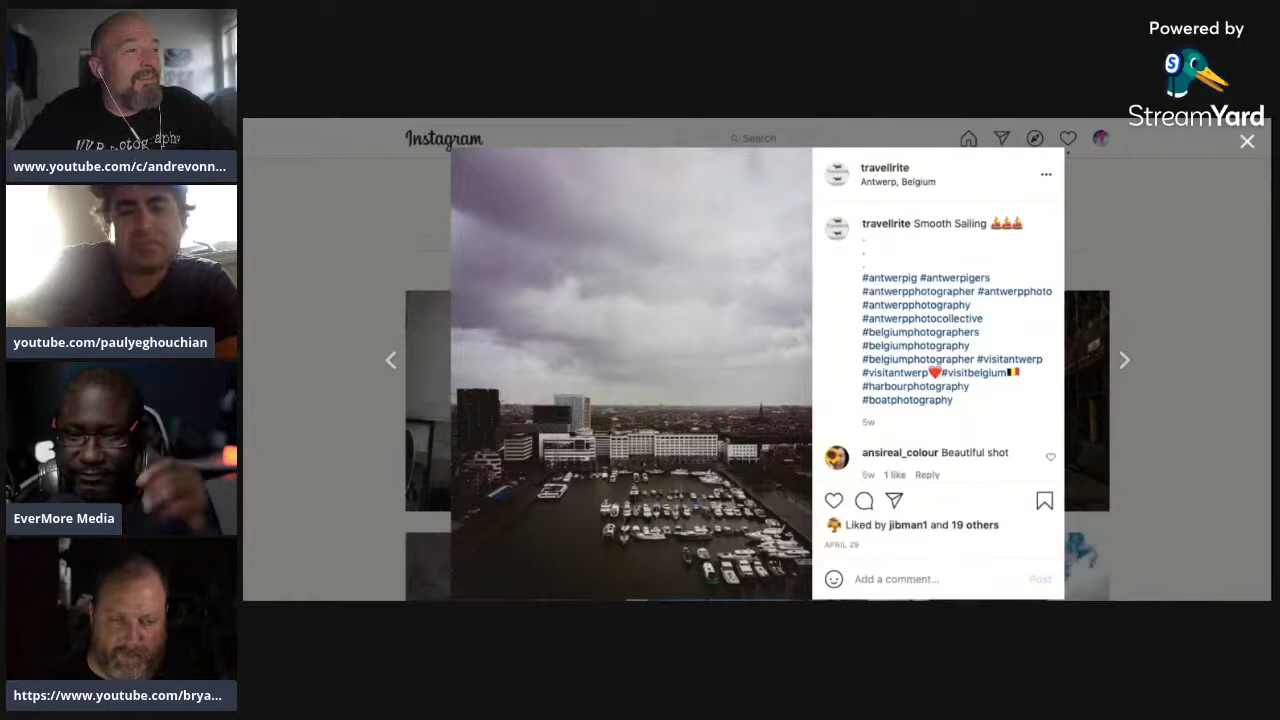 Powered by
StreamYard
www.youtube.com/c/andrevonn...
youtube.com/paulyeghouchian
EverMore Media
https://www.youtube.com/brya...
Instagram
Search
travellrite
Antwerp, Belgium
travellrite Smooth Sailing ⛵⛵⛵
.
.
.
#antwerpig #antwerpigers
#antwerpphotographer #antwerpphoto
#antwerpphotography
#antwerpphotocollective
#belgiumphotographers
#belgiumphotography
#belgiumphotographer #visitantwerp
#visitantwerp❤️#visitbelgium🇧🇪
#harbourphotography
#boatphotography
5w
ansireal_colour Beautiful shot
5w 1 like Reply
Liked by jibman1 and 19 others
APRIL 29
Add a comment...
Post